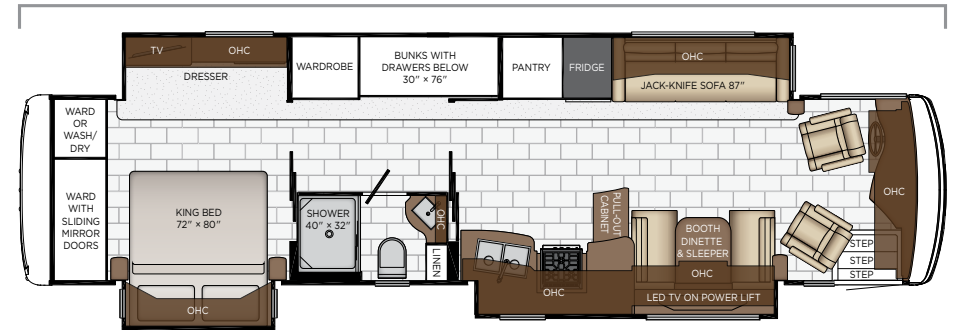 TV
OHC
DRESSER
WARDROBE
BUNKS WITH
DRAWERS BELOW
30" × 76"
PANTRY
FRIDGE
OHC
JACK-KNIFE SOFA 87"
WARD
OR
WASH/
DRY
WARD
WITH
SLIDING
MIRROR
DOORS
KING BED
72" × 80"
OHC
SHOWER
40" × 32"
OHC
LINEN
PULL-OUT
CABINET
BOOTH
DINETTE
& SLEEPER
OHC
OHC
LED TV ON POWER LIFT
OHC
STEP
STEP
STEP